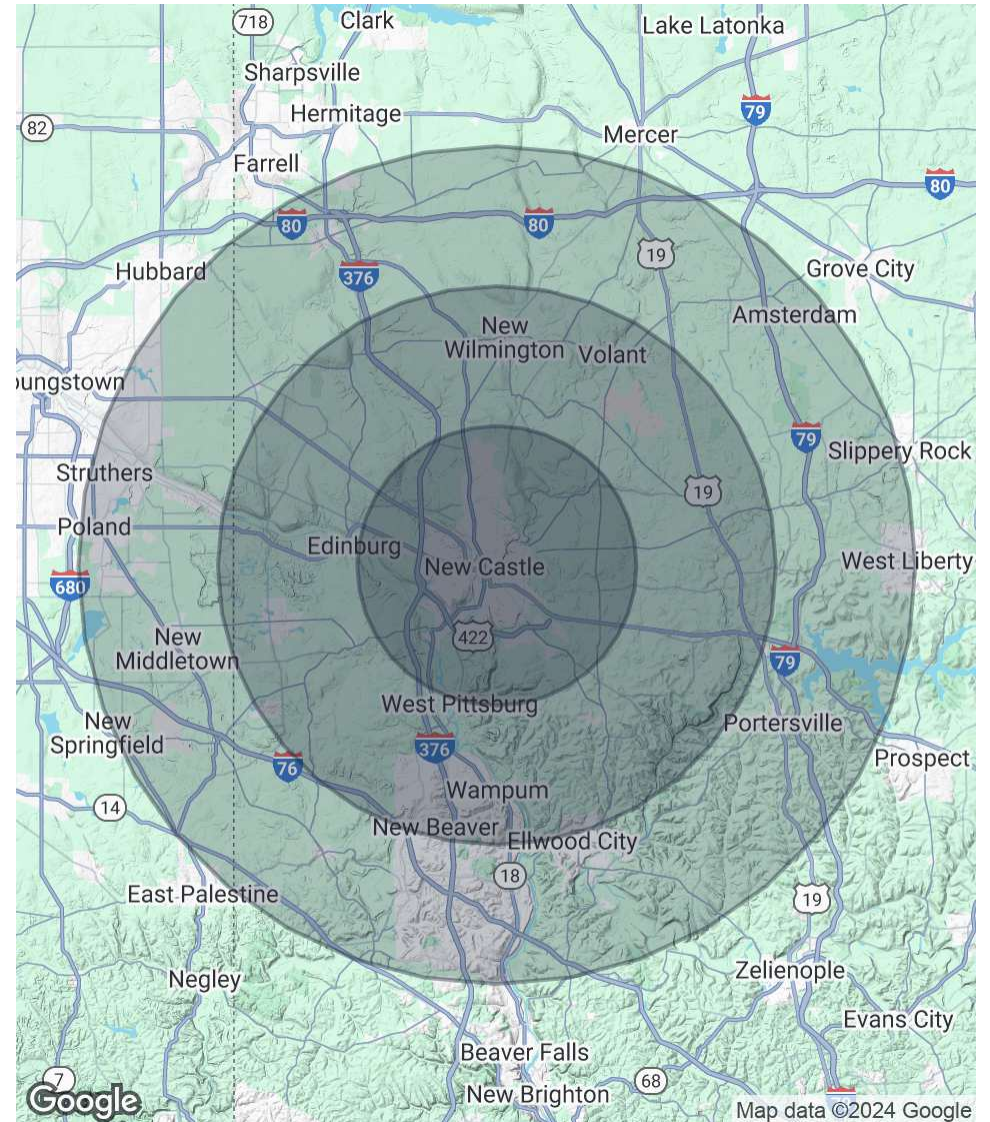 718
Clark
Lake Latonka
Sharpsville
79
Hermitage
82
Mercer
Farrell
80
80
80
19
Hubbard
376
Grove City
Amsterdam
New
Wilmington
Volant
oungstown
79
Slippery Rock
Struthers
19
Poland
Edinburg
West Liberty
New Castle
680
422
New
Middletown
79
West Pittsburg
New
Springfield
Portersville
376
Prospect
76
Wampum
14
New Beaver
Ellwood City
18
East Palestine
19
Zelienople
Negley
Evans City
Beaver Falls
7
68
New Brighton
Google
Map data ©2024 Google